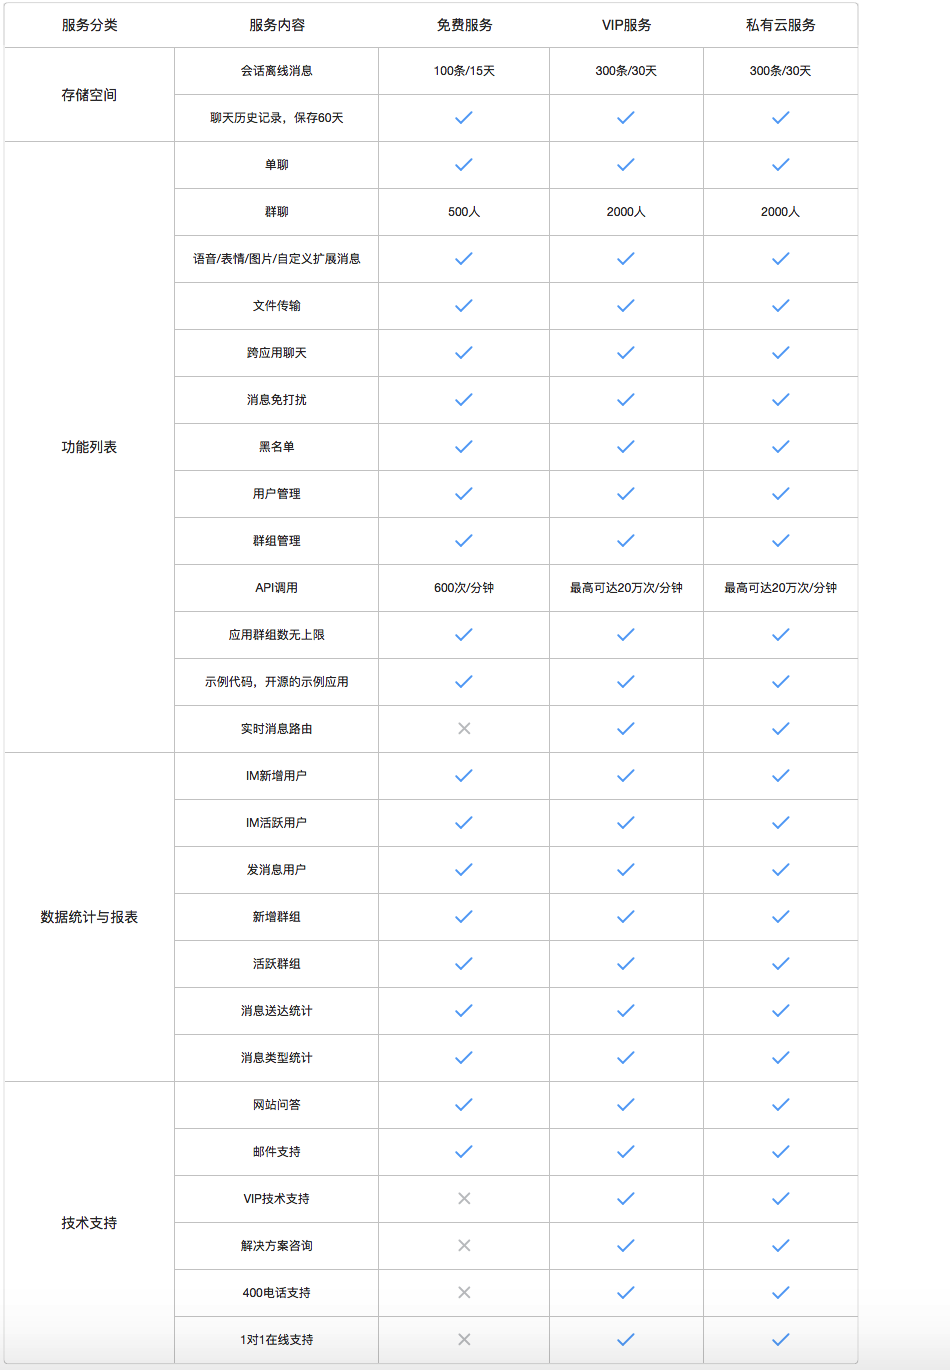 服务分类 服务内容 免费服务 VIP服务 私有云服务
存储空间
会话离线消息 100条/15天 300条/30天 300条/30天
聊天历史记录，保存60天
功能列表
单聊
群聊 500人 2000人 2000人
语音/表情/图片/自定义扩展消息
文件传输
跨应用聊天
消息免打扰
黑名单
用户管理
群组管理
API调用 600次/分钟 最高可达20万次/分钟 最高可达20万次/分钟
应用群组数无上限
示例代码，开源的示例应用
实时消息路由
数据统计与报表
IM新增用户
IM活跃用户
发消息用户
新增群组
活跃群组
消息送达统计
消息类型统计
技术支持
网站问答
邮件支持
VIP技术支持
解决方案咨询
400电话支持
1对1在线支持